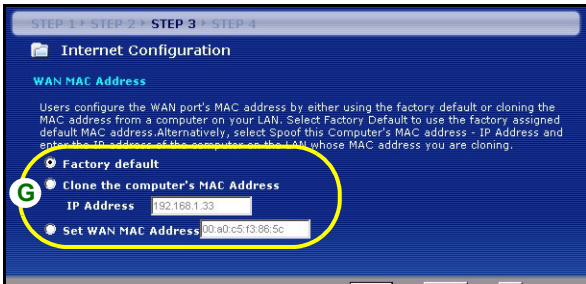 STEP 1 STEP 2 STEP 3 STEP 4
Internet Configuration
WAN MAC Address
Users configure the WAN port's MAC address by either using the factory default or cloning the
MAC address from a computer on your LAN. Select Factory Default to use the factory assigned
default MAC address.Alternatively, select Spoof this Computer's MAC address - IP Address and
enter the IP address of the computer on the LAN whose MAC address you are cloning.
Factory default
G
Clone the computer's MAC Address
IP Address 192.168.1.33
Set WAN MAC Address 00:a0:c5:f3:86:5c